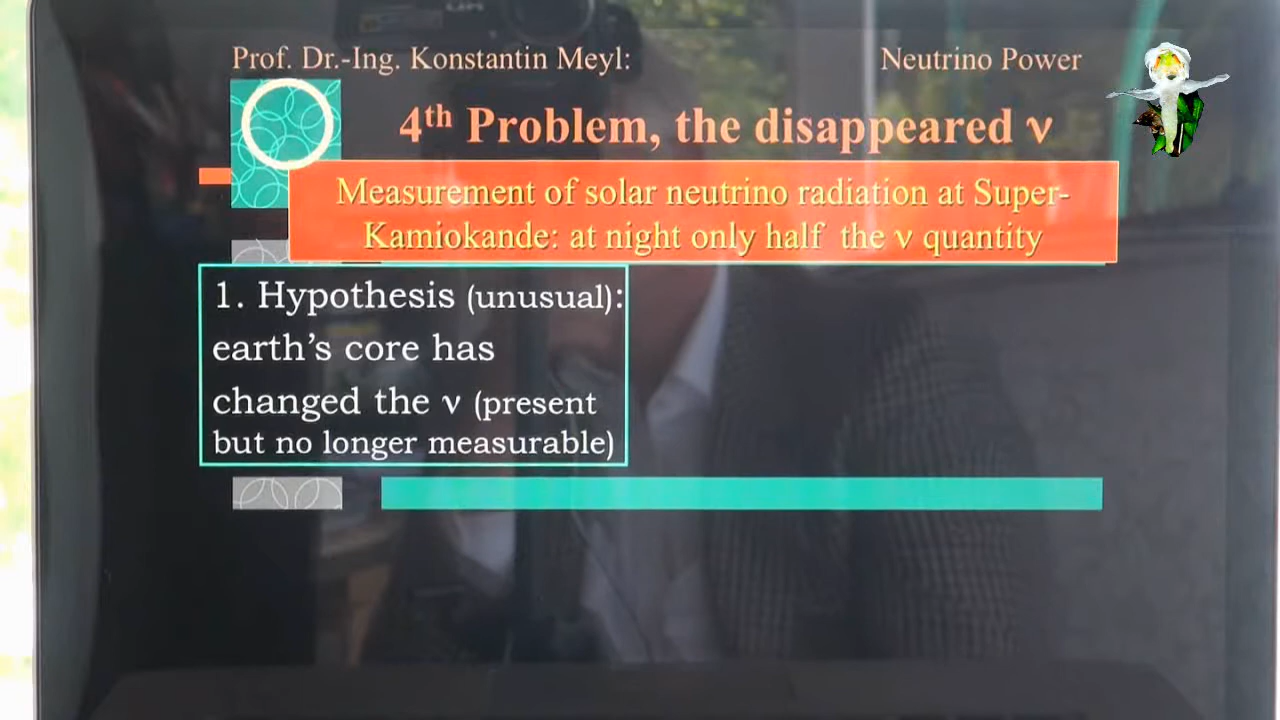 Prof. Dr.-Ing. Konstantin Meyl:
Neutrino Power
4th Problem, the disappeared ν
Measurement of solar neutrino radiation at Super-
Kamiokande: at night only half the ν quantity
1. Hypothesis (unusual):
earth's core has
changed the ν (present
but no longer measurable)